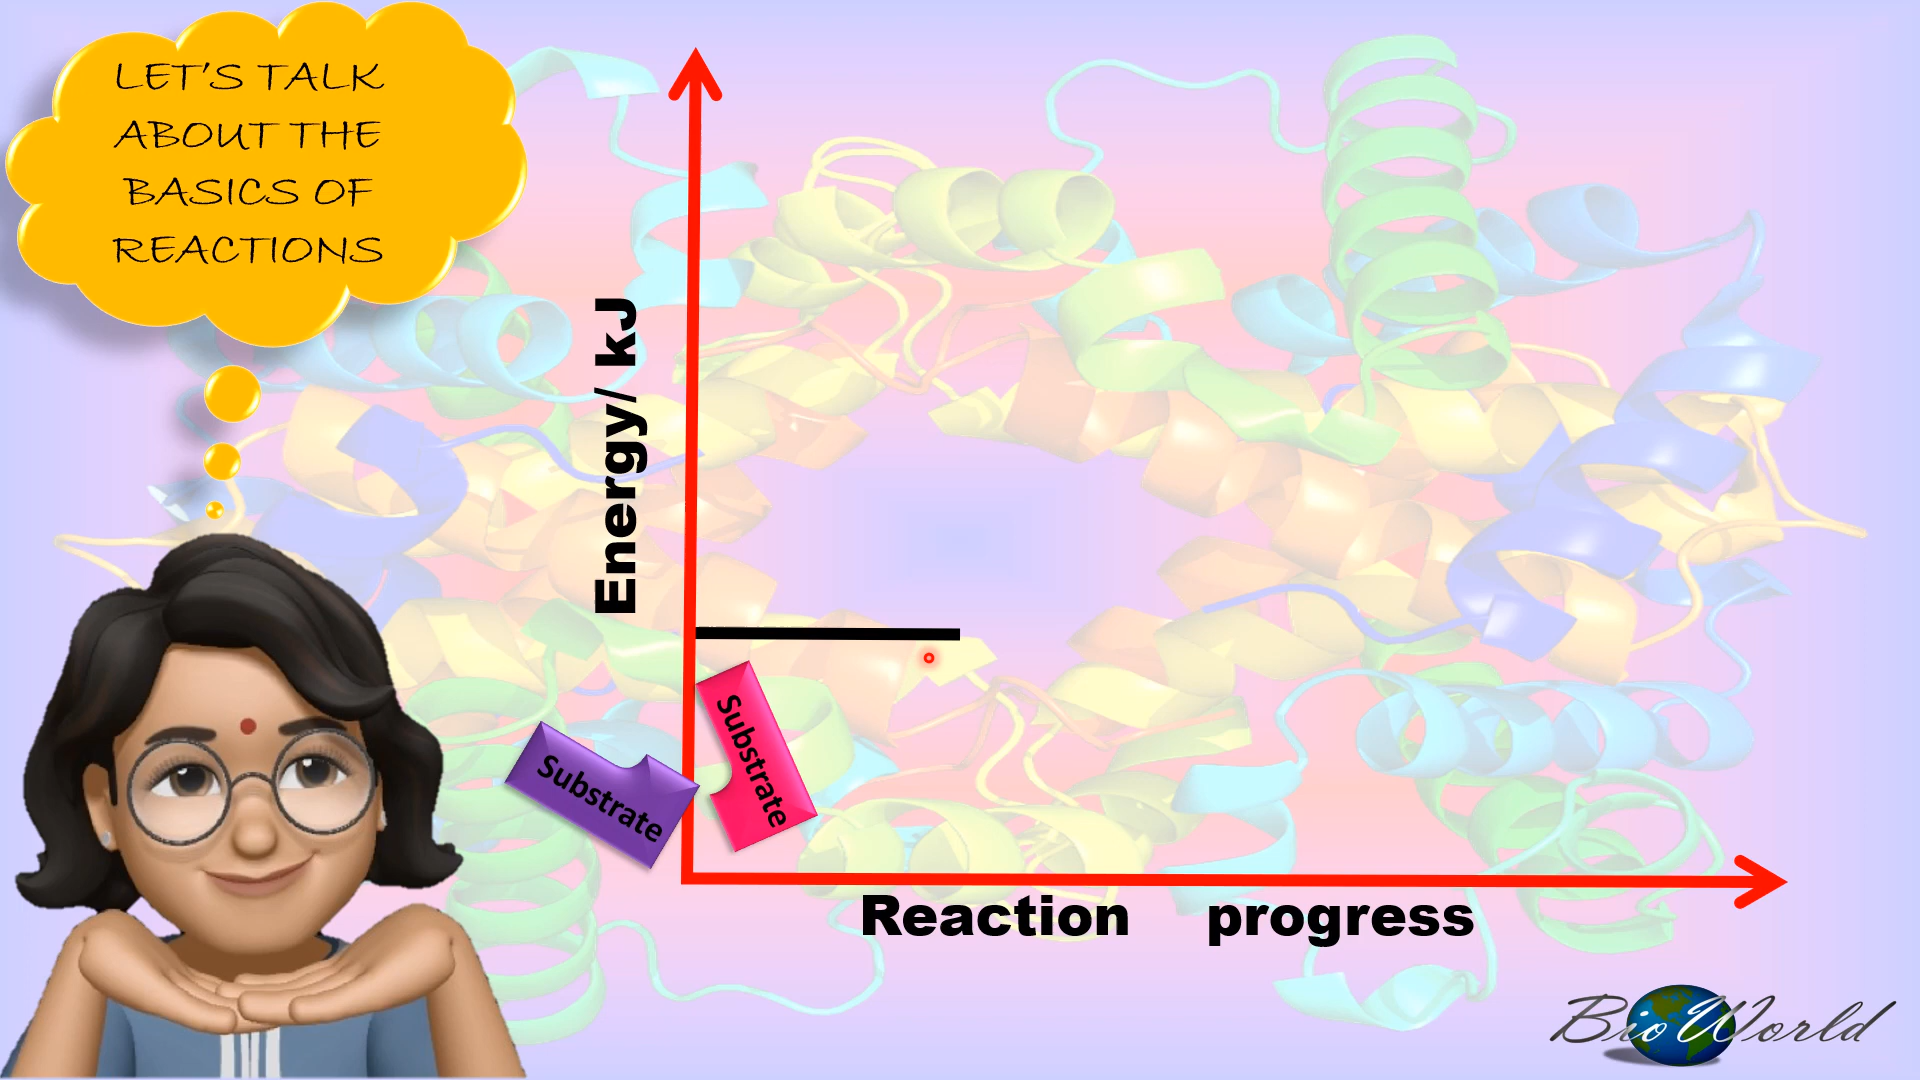 LET'S TALK
ABOUT THE
BASICS OF
REACTIONS
Energy/ kJ
Substrate
Substrate
Reaction progress
BioWorld